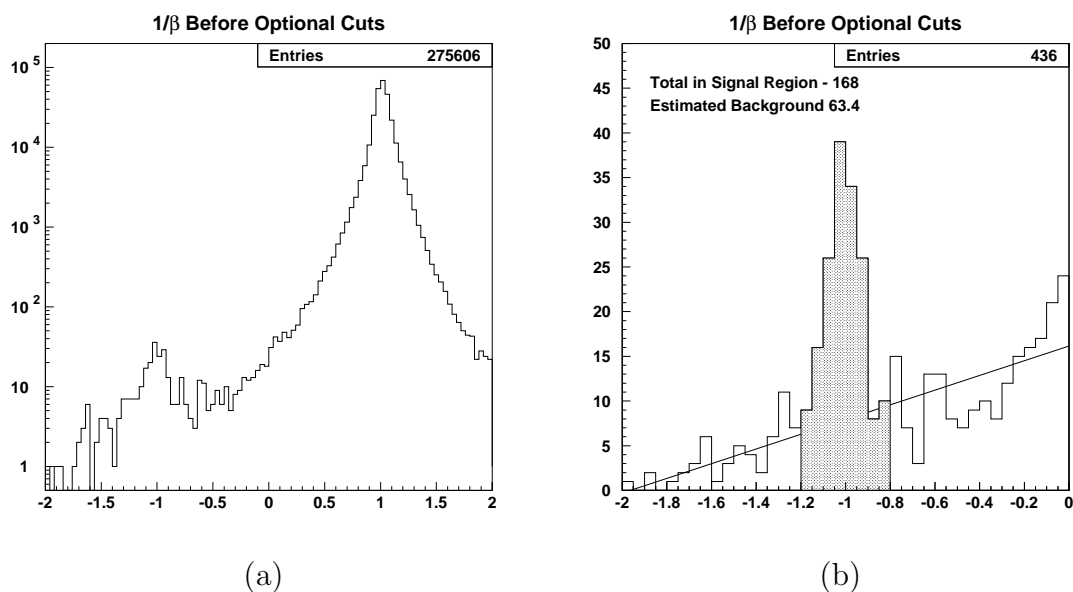 1/β Before Optional Cuts
Entries 275606
10^5
10^4
10^3
10^2
10
1
-2 -1.5 -1 -0.5 0 0.5 1 1.5 2
(a)
1/β Before Optional Cuts
Entries 436
Total in Signal Region - 168
Estimated Background 63.4
50
45
40
35
30
25
20
15
10
5
0
-2 -1.8 -1.6 -1.4 -1.2 -1 -0.8 -0.6 -0.4 -0.2 0
(b)